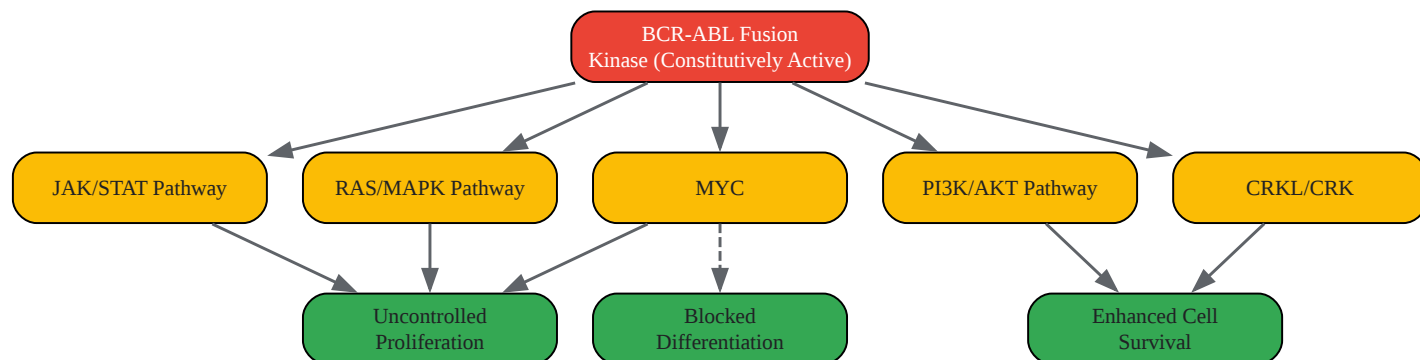 BCR-ABL Fusion
Kinase (Constitutively Active)
JAK/STAT Pathway
RAS/MAPK Pathway
MYC
PI3K/AKT Pathway
CRKL/CRK
Uncontrolled
Proliferation
Blocked
Differentiation
Enhanced Cell
Survival